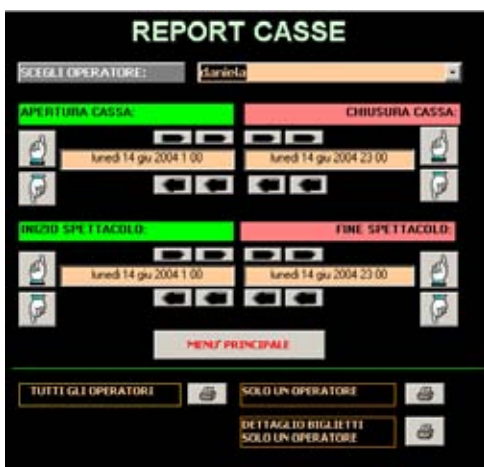 REPORT CASSE
SCEGLI OPERATORE: daniela
APERTURA CASSA: CHIUSURA CASSA:
lunedì 14 giu 2004 1 00 lunedì 14 giu 2004 23 00
INIZIO SPETTACOLO: FINE SPETTACOLO:
lunedì 14 giu 2004 1 00 lunedì 14 giu 2004 23 00
MENU' PRINCIPALE
TUTTI GLI OPERATORI SOLO UN OPERATORE
DETTAGLIO BIGLIETTI
SOLO UN OPERATORE